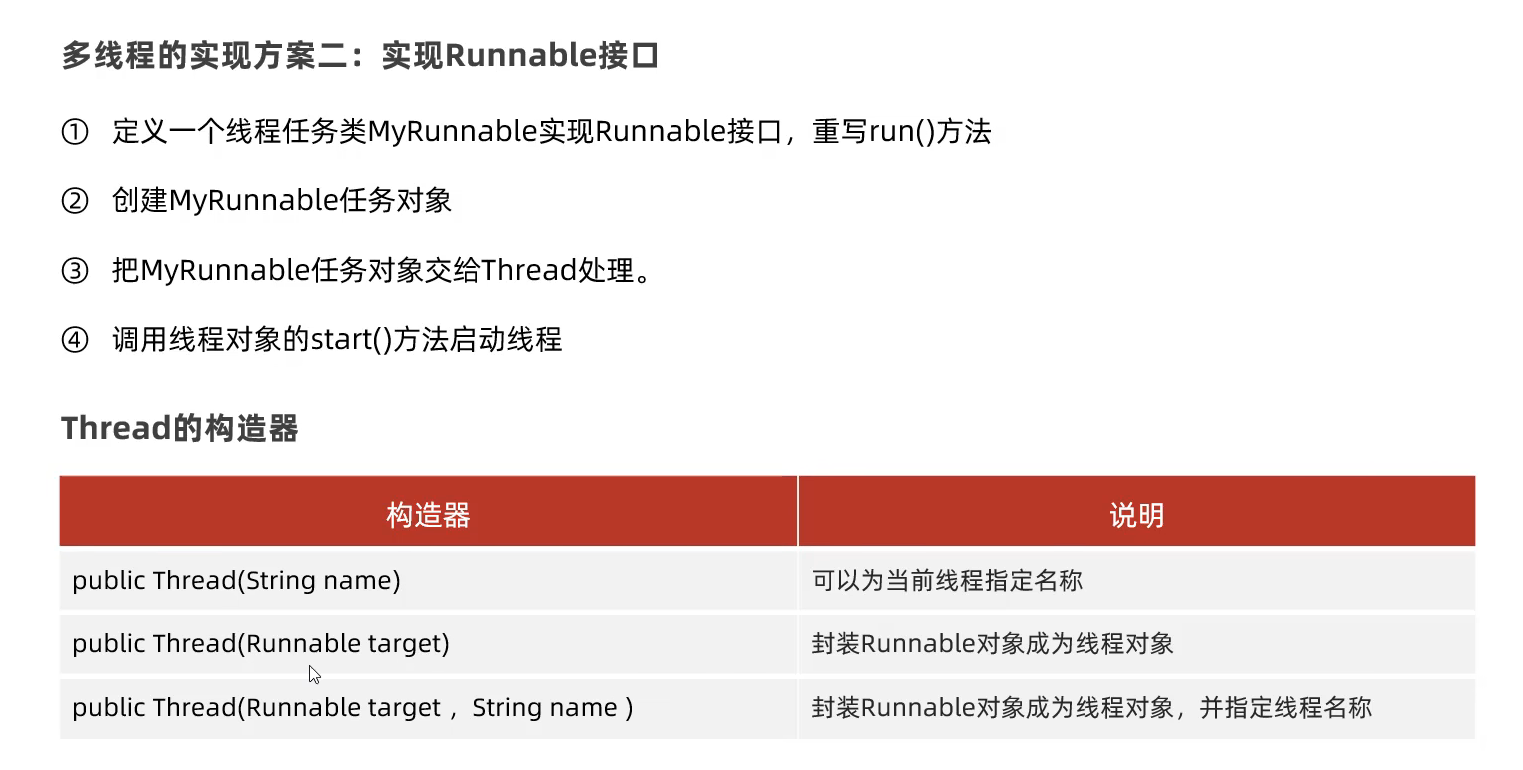 多线程的实现方案二：实现Runnable接口
① 定义一个线程任务类MyRunnable实现Runnable接口，重写run()方法
② 创建MyRunnable任务对象
③ 把MyRunnable任务对象交给Thread处理。
④ 调用线程对象的start()方法启动线程
Thread的构造器
构造器 说明
public Thread(String name) 可以为当前线程指定名称
public Thread(Runnable target) 封装Runnable对象成为线程对象
public Thread(Runnable target ，String name ) 封装Runnable对象成为线程对象，并指定线程名称